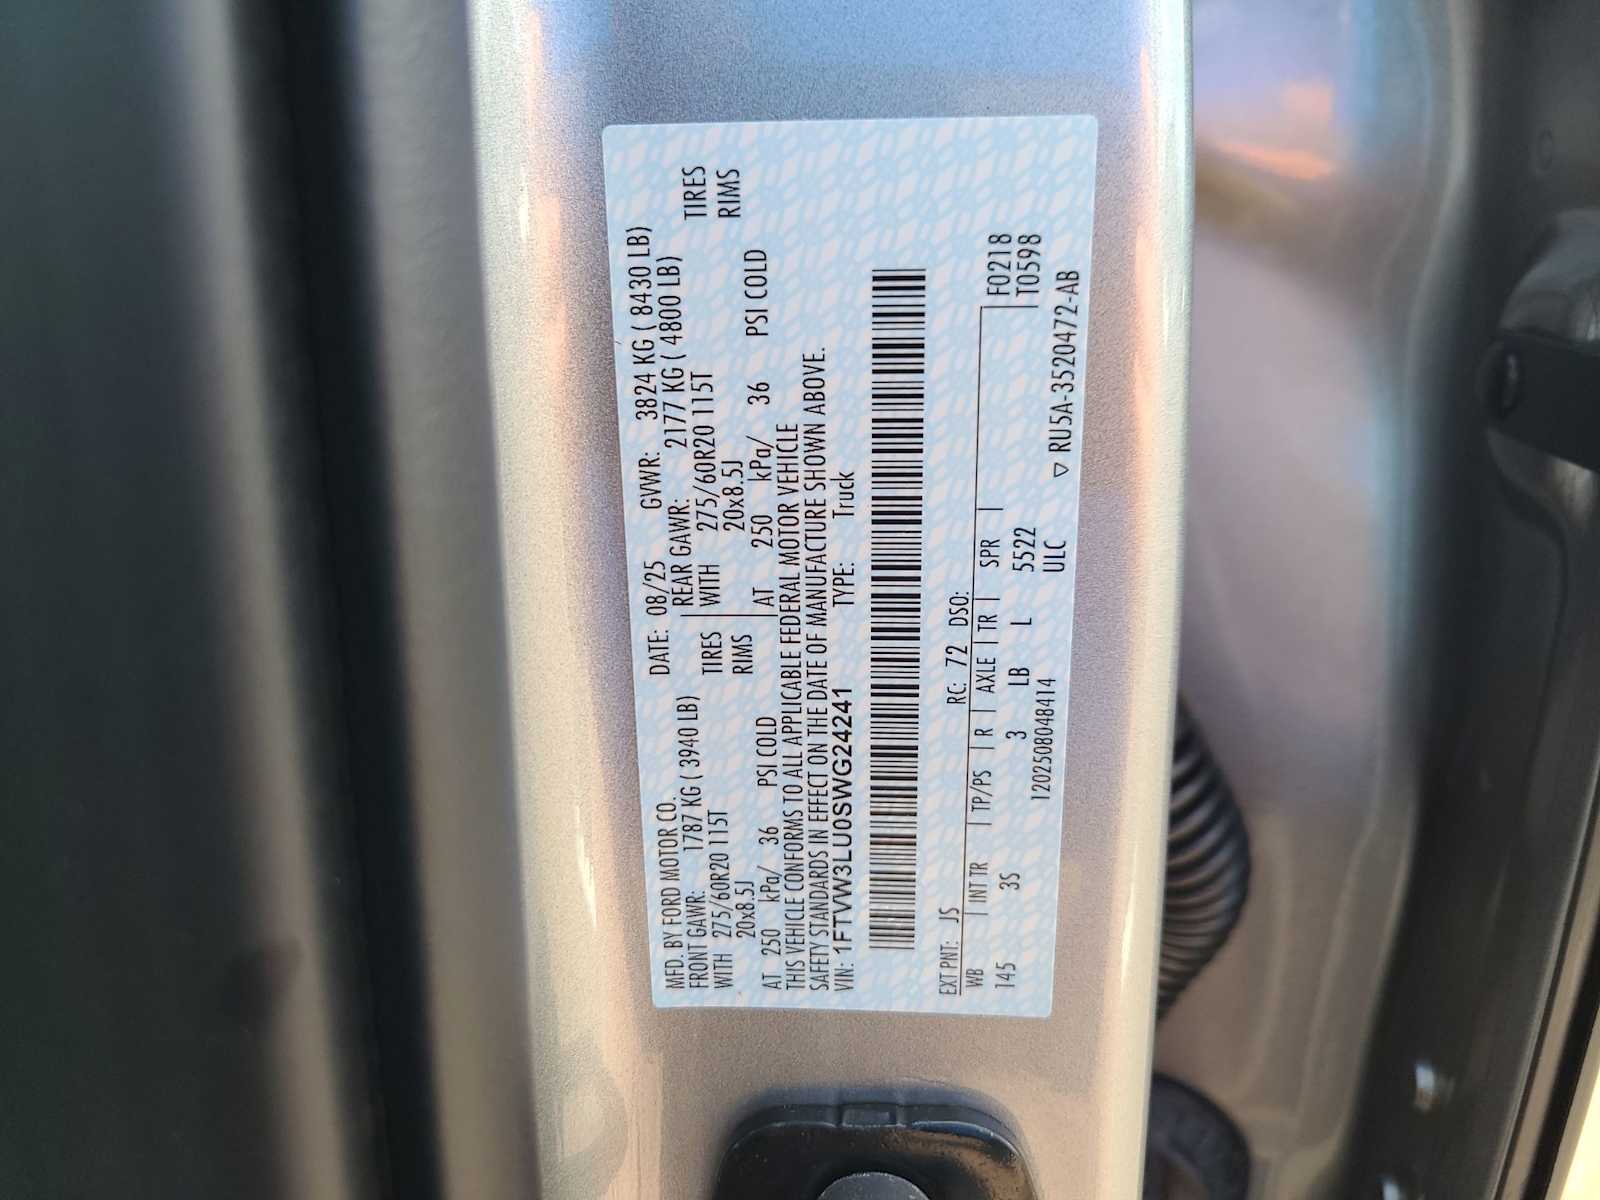 MFD. BY FORD MOTOR CO. DATE: 08/25 GVWR: 3824 KG ( 8430 LB)
FRONT GAWR: 1787 KG ( 3940 LB) REAR GAWR: 2177 KG ( 4800 LB)
WITH 275/60R20 115T TIRES WITH 275/60R20 115T TIRES
20x8.5J RIMS 20x8.5J RIMS
AT 250 kPa/ 36 PSI COLD AT 250 kPa/ 36 PSI COLD
THIS VEHICLE CONFORMS TO ALL APPLICABLE FEDERAL MOTOR VEHICLE
SAFETY STANDARDS IN EFFECT ON THE DATE OF MANUFACTURE SHOWN ABOVE.
VIN: 1FTVW3LU0SWG24241 TYPE: Truck
EXT PNT: JS RC: 72 DSO:
WB | INT TR | TP/PS | R | AXLE | TR | SPR | F0218
145 3S 3 LB L 5522 T0598
120250804841​4 ULC ▽ RU5A-3520472-AB